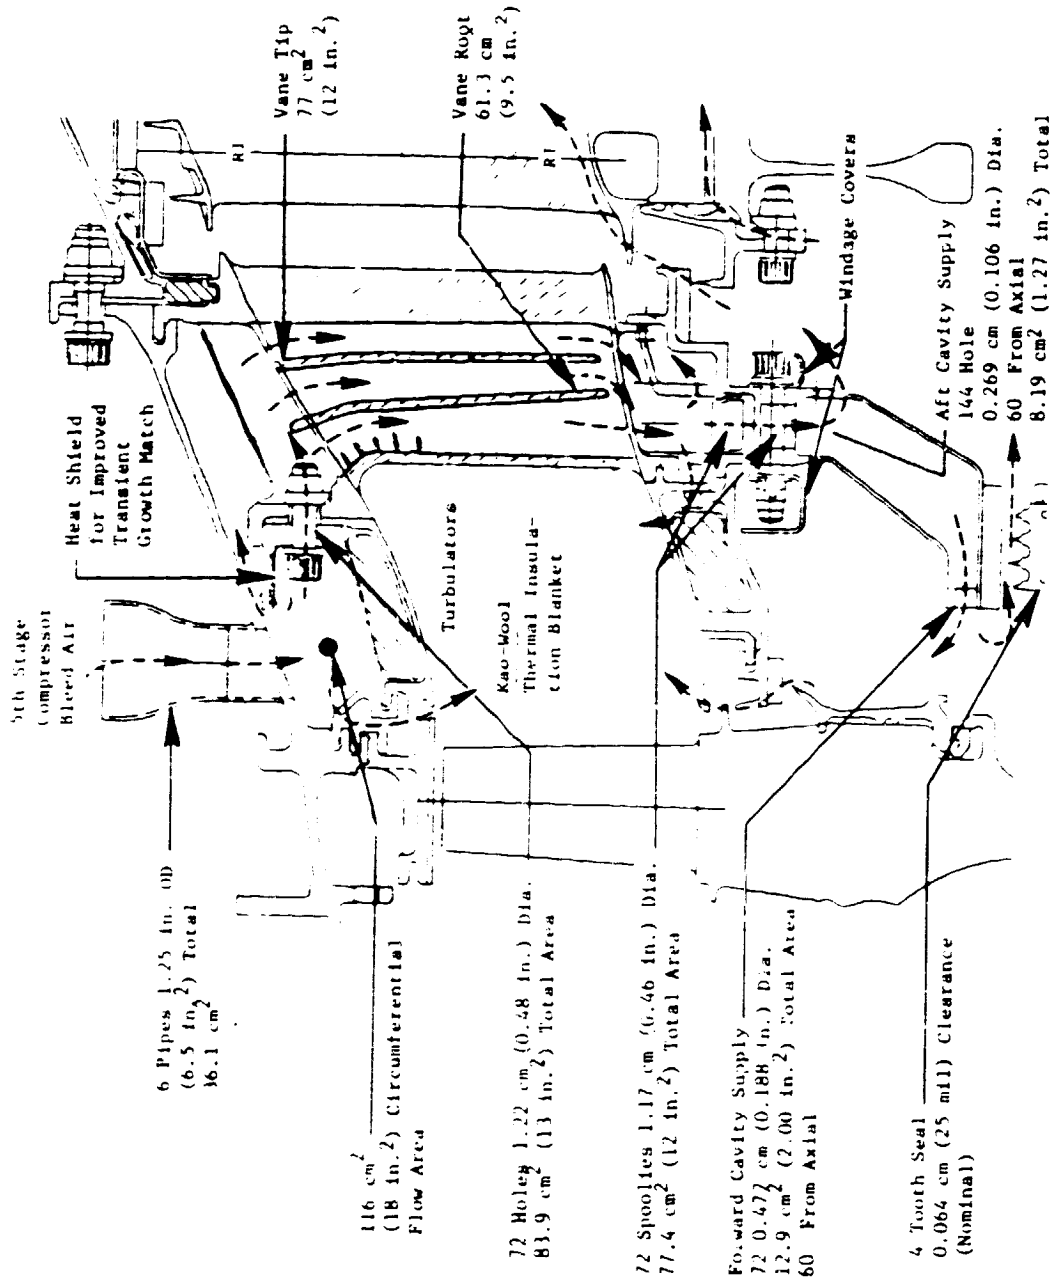 5th Stage
Compressor
Bleed Air
Heat Shield
for Improved
Transient
Growth Match
Vane Tip
77 cm²
(12 in.²)
Vane Root
61.3 cm
(9.5 in.²)
R1
R1
6 Pipes 1.25 in. OD
(6.5 in.²) Total
36.1 cm²
Turbulators
Kao-Wool
Thermal Insula-
tion Blanket
Windage Covers
116 cm²
(18 in.²) Circumferential
Flow Area
72 Holes 1.22 cm (0.48 in.) Dia.
83.9 cm² (13 in.²) Total Area
72 Spoolies 1.17 cm (0.46 in.) Dia.
77.4 cm² (12 in.²) Total Area
Forward Cavity Supply
72 0.477 cm (0.188 in.) Dia.
12.9 cm² (2.00 in.²) Total Area
60 From Axial
4 Tooth Seal
0.064 cm (25 mil) Clearance
(Nominal)
Aft Cavity Supply
144 Hole
0.269 cm (0.106 in.) Dia.
60 From Axial
8.19 cm² (1.27 in.²) Total